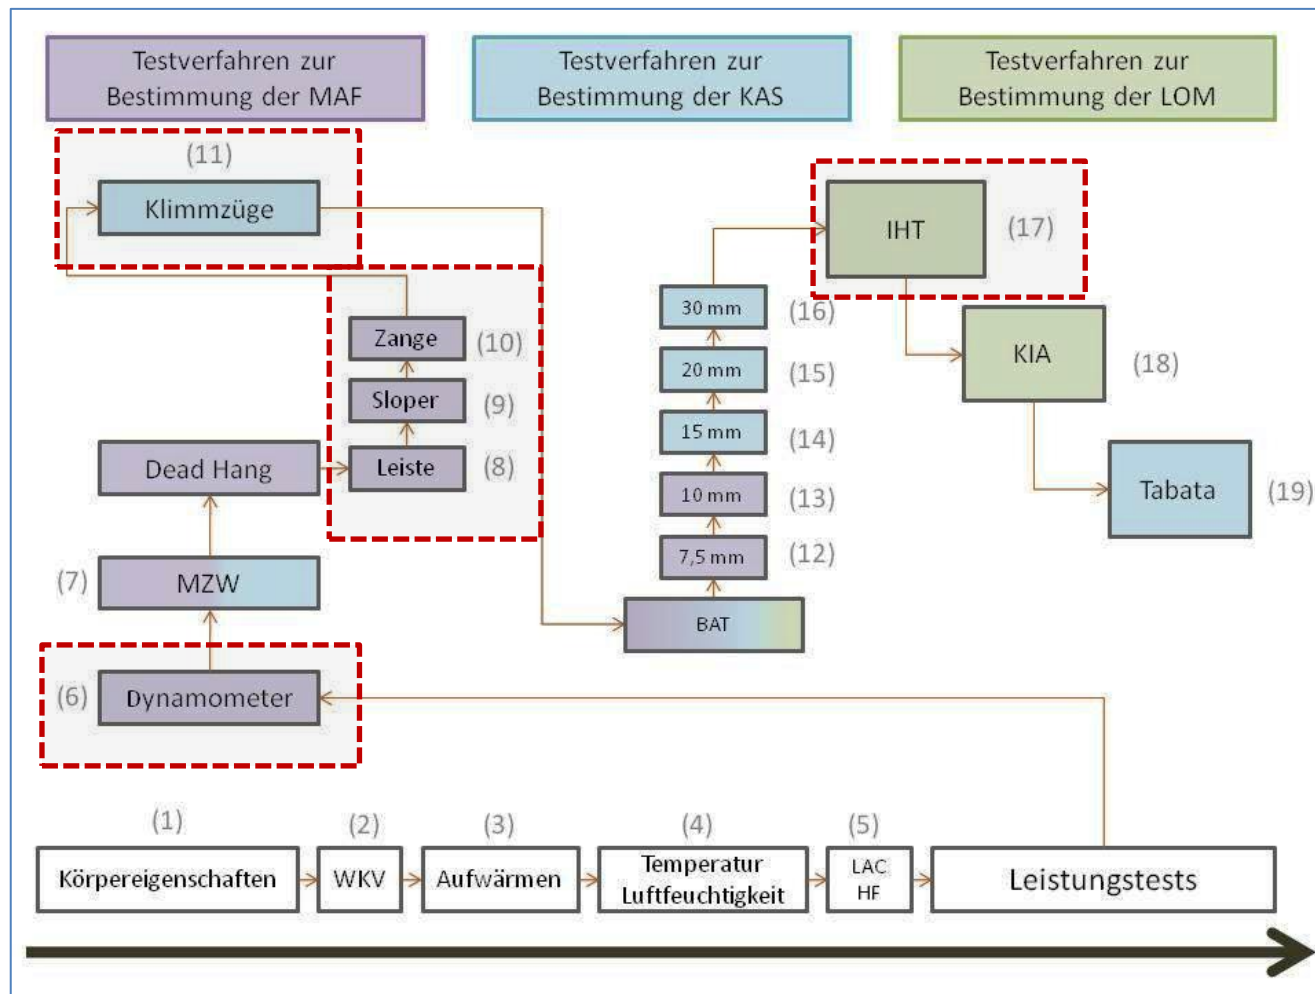 Testverfahren zur
Bestimmung der MAF
Testverfahren zur
Bestimmung der KAS
Testverfahren zur
Bestimmung der LOM
(11)
Klimmzüge
IHT
(17)
30 mm
(16)
Zange
(10)
KIA
(18)
20 mm
(15)
Sloper
(9)
15 mm
(14)
Dead Hang
Leiste
(8)
10 mm
(13)
Tabata
(19)
7,5 mm
(12)
(7)
MZW
BAT
(6)
Dynamometer
(1)
(2)
(3)
(4)
(5)
Körpereigenschaften
WKV
Aufwärmen
Temperatur
Luftfeuchtigkeit
LAC
HF
Leistungstests